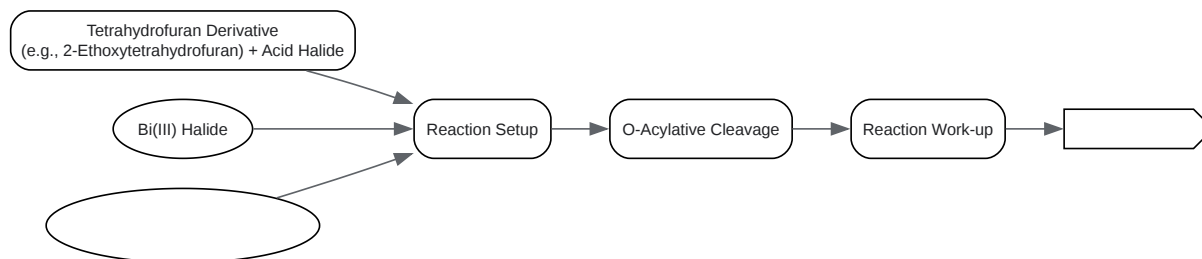 Tetrahydrofuran Derivative
(e.g., 2-Ethoxytetrahydrofuran) + Acid Halide
Bi(III) Halide
Reaction Setup
O-Acylative Cleavage
Reaction Work-up